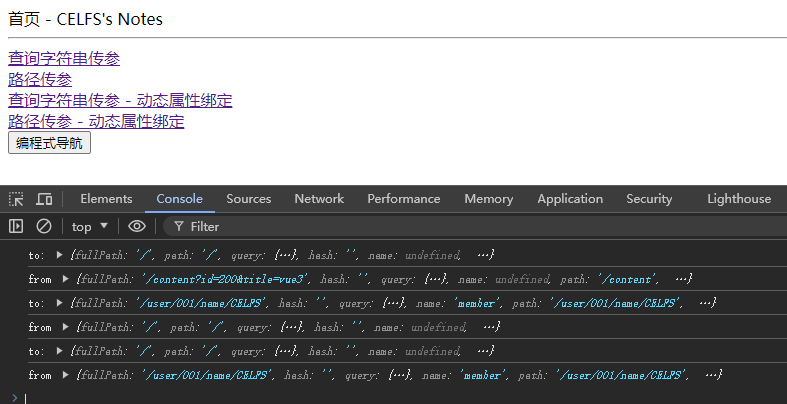 首页 - CELFS's Notes
查询字符串传参
路径传参
查询字符串传参 - 动态属性绑定
路径传参 - 动态属性绑定
编程式导航
Elements Console Sources Network Performance Memory Application Security Lighthouse
top ▼ Filter
to: ▶ {fullPath: '/', path: '/', query: {…}, hash: '', name: undefined, …}
from ▶ {fullPath: '/content?id=200&title=vue3', hash: '', query: {…}, name: undefined, path: '/content', …}
to: ▶ {fullPath: '/user/001/name/CELFS', hash: '', query: {…}, name: 'member', path: '/user/001/name/CELFS', …}
from ▶ {fullPath: '/', path: '/', query: {…}, hash: '', name: undefined, …}
to: ▶ {fullPath: '/', path: '/', query: {…}, hash: '', name: undefined, …}
from ▶ {fullPath: '/user/001/name/CELFS', hash: '', query: {…}, name: 'member', path: '/user/001/name/CELFS', …}
>